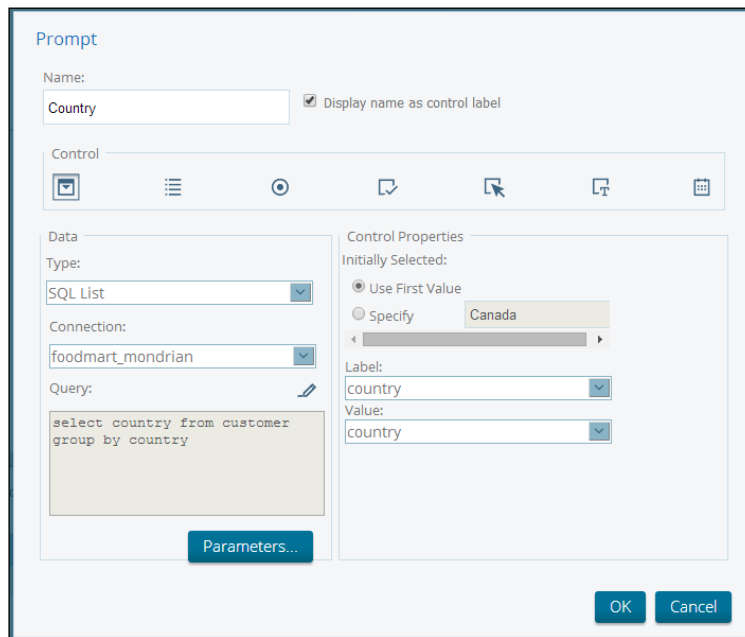 Prompt
Name:
Country
Display name as control label
Control
Data
Type:
SQL List
Connection:
foodmart_mondrian
Query:
select country from customer
group by country
Parameters...
Control Properties
Initially Selected:
Use First Value
Specify
Canada
Label:
country
Value:
country
OK
Cancel